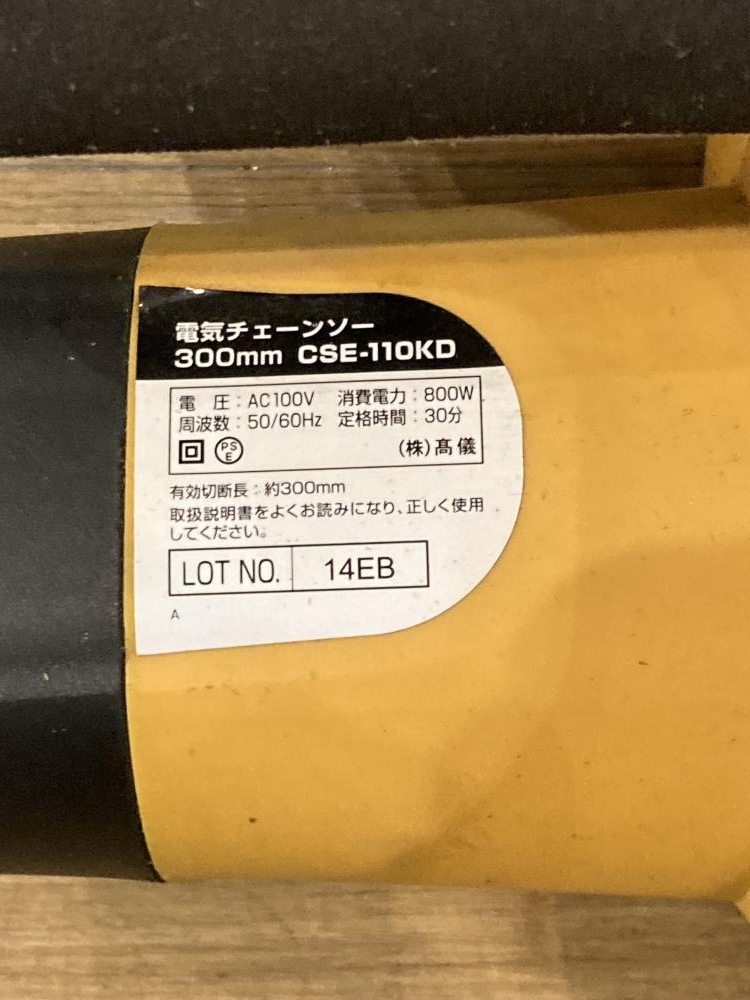 電気チェーンソー
300mm CSE-110KD
電 圧：AC100V 消費電力：800W
周波数：50/60Hz 定格時間：30分
PS
E
(株)髙儀
有効切断長：約300mm
取扱説明書をよくお読みになり、正しく使用
してください。
LOT NO. 14EB
A